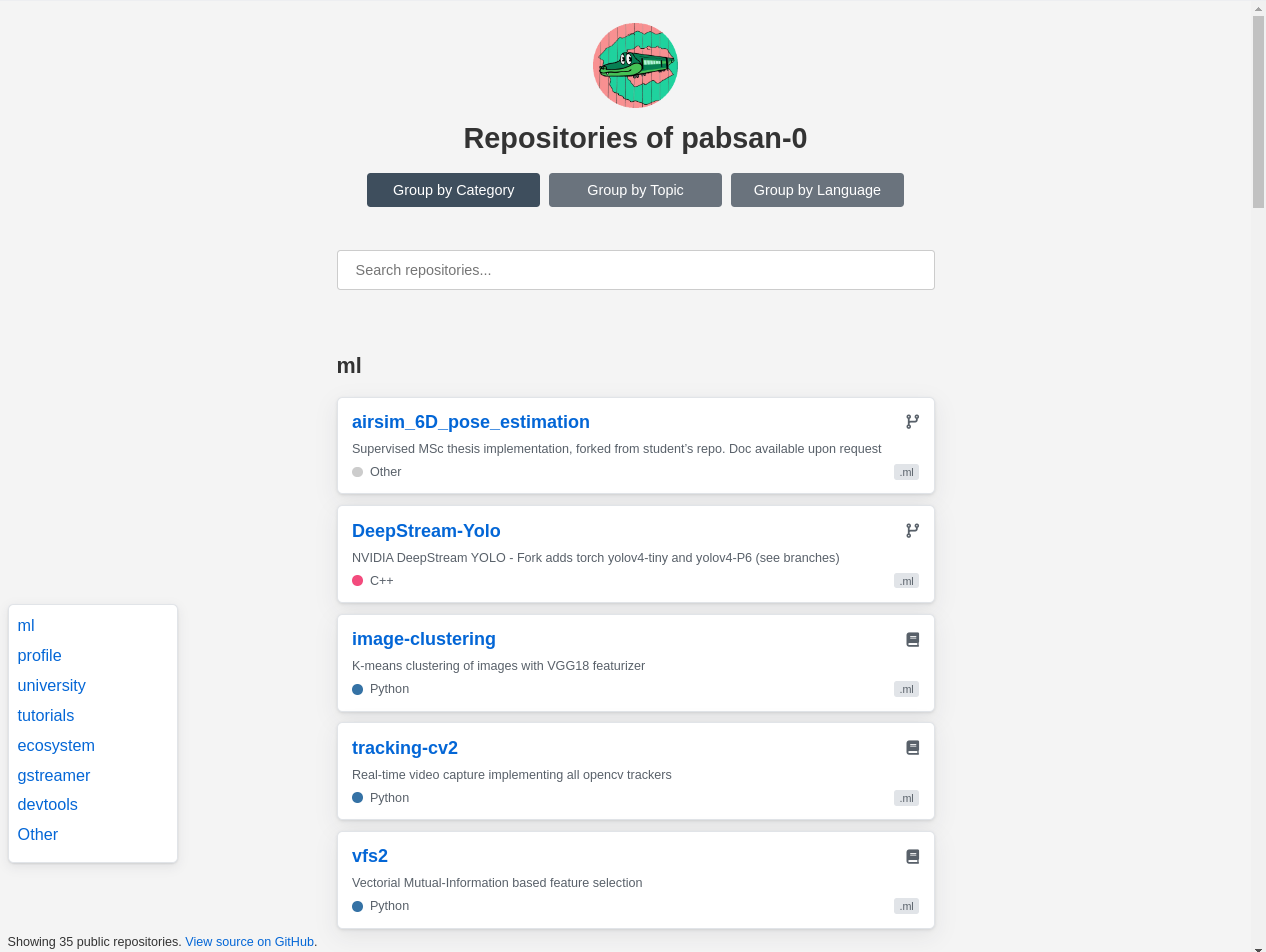 Repositories of pabsan-0
Group by Category
Group by Topic
Group by Language
Search repositories...
ml
airsim_6D_pose_estimation
Supervised MSc thesis implementation, forked from student's repo. Doc available upon request
Other
.ml
DeepStream-Yolo
NVIDIA DeepStream YOLO - Fork adds torch yolov4-tiny and yolov4-P6 (see branches)
C++
.ml
image-clustering
K-means clustering of images with VGG18 featurizer
Python
.ml
tracking-cv2
Real-time video capture implementing all opencv trackers
Python
.ml
vfs2
Vectorial Mutual-Information based feature selection
Python
.ml
ml
profile
university
tutorials
ecosystem
gstreamer
devtools
Other
Showing 35 public repositories. View source on GitHub.